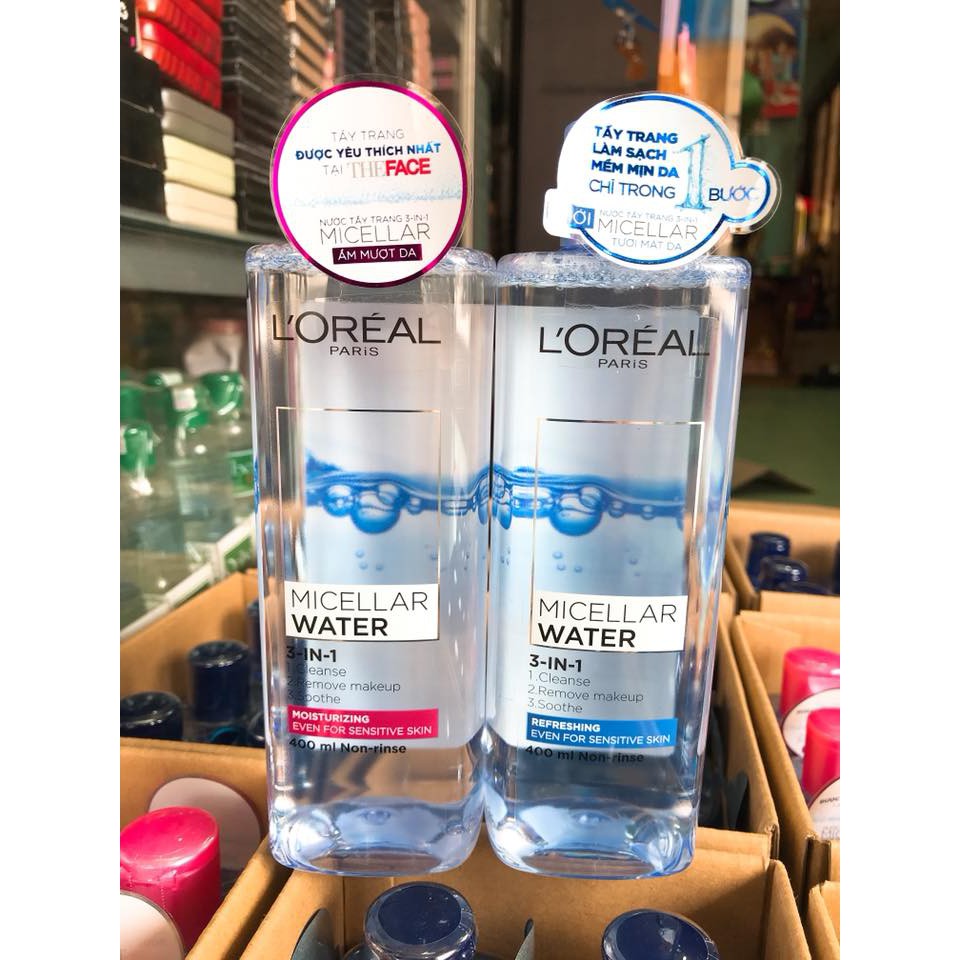 TẨY TRANG
ĐƯỢC YÊU THÍCH NHẤT
TẠI THEFACE
NƯỚC TẨY TRANG 3-IN-1
MICELLAR
ẨM MƯỢT DA
L'ORÉAL
PARiS
MICELLAR
WATER
3-IN-1
1.Cleanse
2.Remove makeup
3.Soothe
MOISTURIZING
EVEN FOR SENSITIVE SKIN
400 ml Non-rinse
TẨY TRANG
LÀM SẠCH
MỀM MỊN DA
CHỈ TRONG 1 BƯỚC
NƯỚC TẨY TRANG 3-IN-1
MICELLAR
TƯƠI MÁT DA
L'ORÉAL
PARiS
MICELLAR
WATER
3-IN-1
1.Cleanse
2.Remove makeup
3.Soothe
REFRESHING
EVEN FOR SENSITIVE SKIN
400 ml Non-rinse